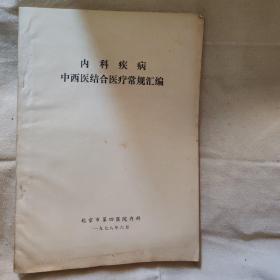 内科疾病
中西医结合医疗常规汇编
北京市第四医院内科
一九七八年六月